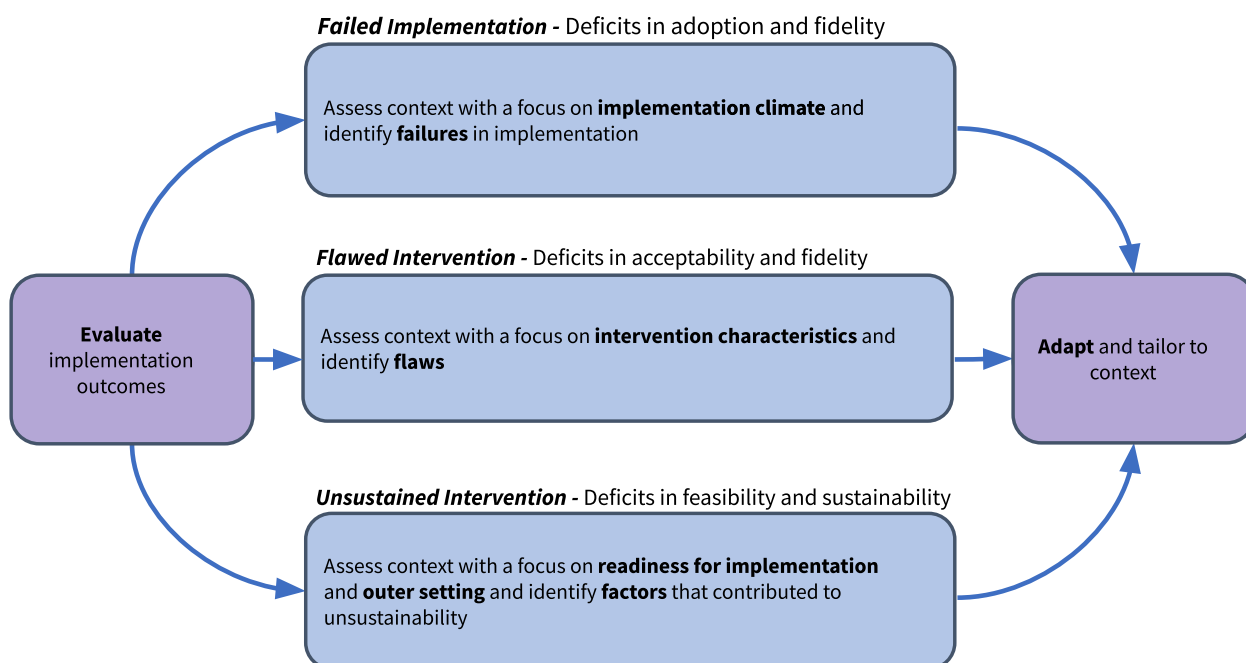 Failed Implementation - Deficits in adoption and fidelity
Assess context with a focus on implementation climate and
identify failures in implementation
Flawed Intervention - Deficits in acceptability and fidelity
Evaluate
implementation
outcomes
Assess context with a focus on intervention characteristics and
identify flaws
Adapt and tailor to
context
Unsustained Intervention - Deficits in feasibility and sustainability
Assess context with a focus on readiness for implementation
and outer setting and identify factors that contributed to
unsustainability